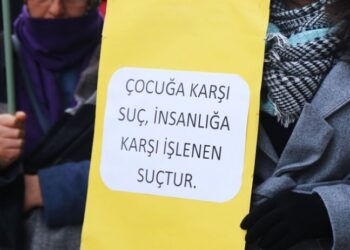 ÇOCUĞA KARŞI
SUÇ, İNSANLIĞA
KARŞI İŞLENEN
SUÇTUR.